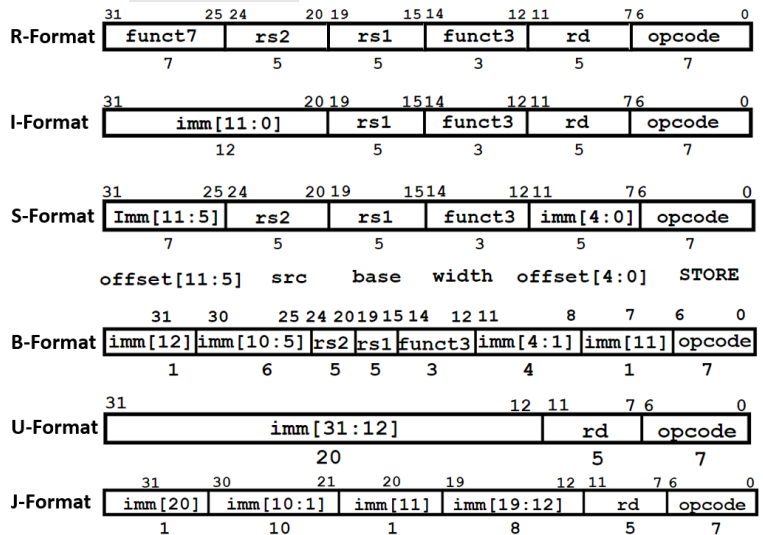 31 25 24 20 19 15 14 12 11 76 0
R-Format funct7 rs2 rs1 funct3 rd opcode
7 5 5 3 5 7
31 20 19 15 14 12 11 76 0
I-Format imm[11:0] rs1 funct3 rd opcode
12 5 3 5 7
31 25 24 20 19 15 14 12 11 76 0
S-Format Imm[11:5] rs2 rs1 funct3 imm[4:0] opcode
7 5 5 3 5 7
offset[11:5] src base width offset[4:0] STORE
31 30 25 24 20 19 15 14 12 11 8 7 6 0
B-Format imm[12] imm[10:5] rs2 rs1 funct3 imm[4:1] imm[11] opcode
1 6 5 5 3 4 1 7
31 12 11 7 6 0
U-Format imm[31:12] rd opcode
20 5 7
31 30 21 20 19 12 11 7 6 0
J-Format imm[20] imm[10:1] imm[11] imm[19:12] rd opcode
1 10 1 8 5 7